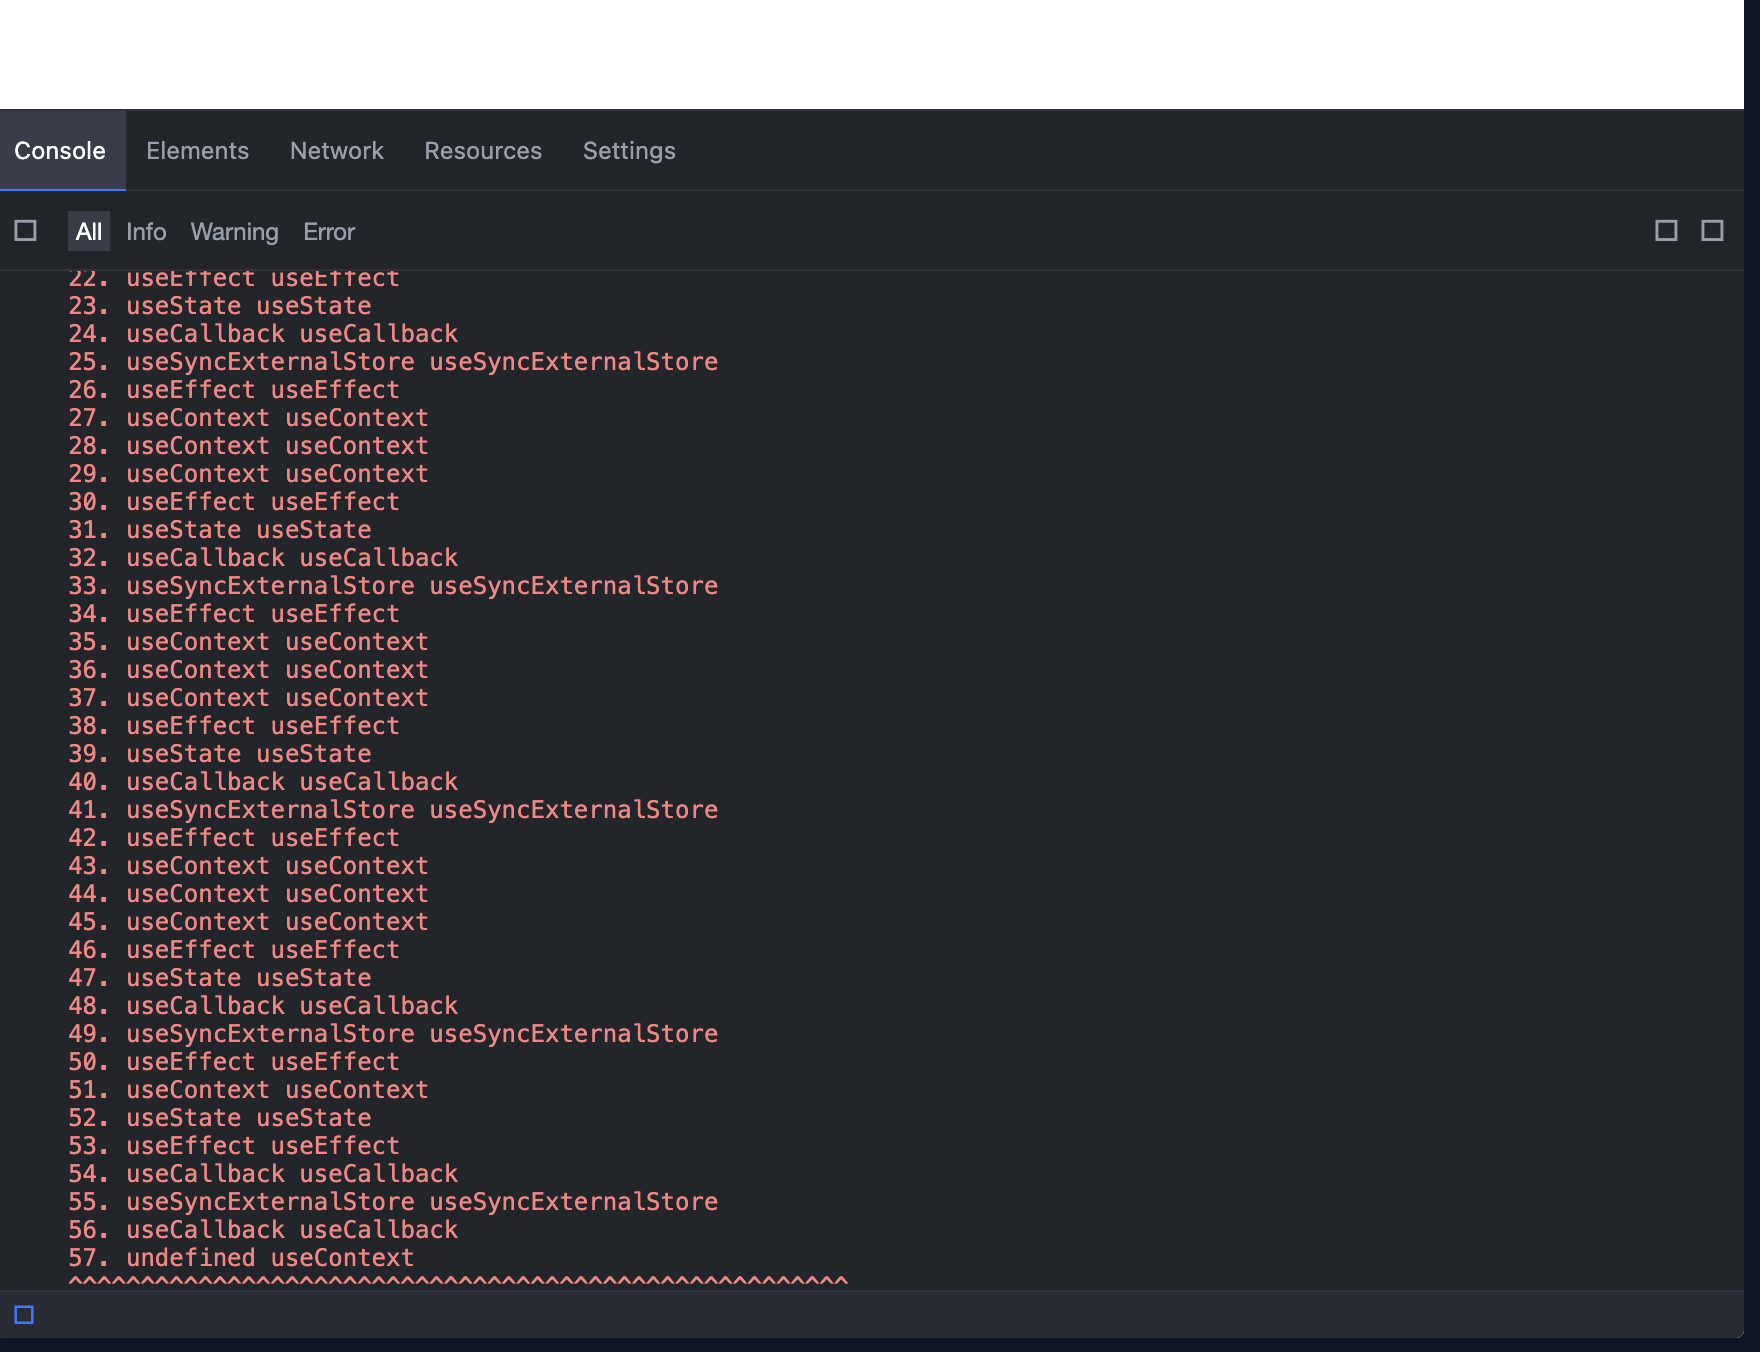 Console Elements Network Resources Settings
All Info Warning Error
22. useEffect useEffect
23. useState useState
24. useCallback useCallback
25. useSyncExternalStore useSyncExternalStore
26. useEffect useEffect
27. useContext useContext
28. useContext useContext
29. useContext useContext
30. useEffect useEffect
31. useState useState
32. useCallback useCallback
33. useSyncExternalStore useSyncExternalStore
34. useEffect useEffect
35. useContext useContext
36. useContext useContext
37. useContext useContext
38. useEffect useEffect
39. useState useState
40. useCallback useCallback
41. useSyncExternalStore useSyncExternalStore
42. useEffect useEffect
43. useContext useContext
44. useContext useContext
45. useContext useContext
46. useEffect useEffect
47. useState useState
48. useCallback useCallback
49. useSyncExternalStore useSyncExternalStore
50. useEffect useEffect
51. useContext useContext
52. useState useState
53. useEffect useEffect
54. useCallback useCallback
55. useSyncExternalStore useSyncExternalStore
56. useCallback useCallback
57. undefined useContext
^^^^^^^^^^^^^^^^^^^^^^^^^^^^^^^^^^^^^^^^^^^^^^^^^^^^^^